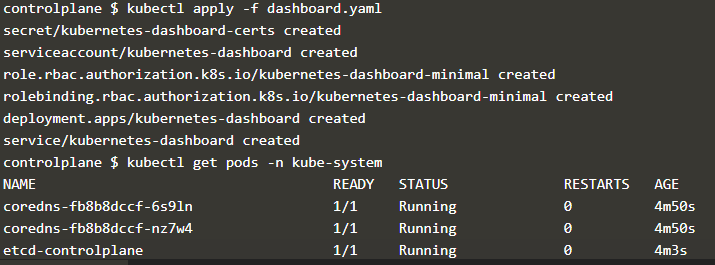 controlplane $ kubectl apply -f dashboard.yaml
secret/kubernetes-dashboard-certs created
serviceaccount/kubernetes-dashboard created
role.rbac.authorization.k8s.io/kubernetes-dashboard-minimal created
rolebinding.rbac.authorization.k8s.io/kubernetes-dashboard-minimal created
deployment.apps/kubernetes-dashboard created
service/kubernetes-dashboard created
controlplane $ kubectl get pods -n kube-system
NAME READY STATUS RESTARTS AGE
coredns-fb8b8dccf-6s9ln 1/1 Running 0 4m50s
coredns-fb8b8dccf-nz7w4 1/1 Running 0 4m50s
etcd-controlplane 1/1 Running 0 4m3s